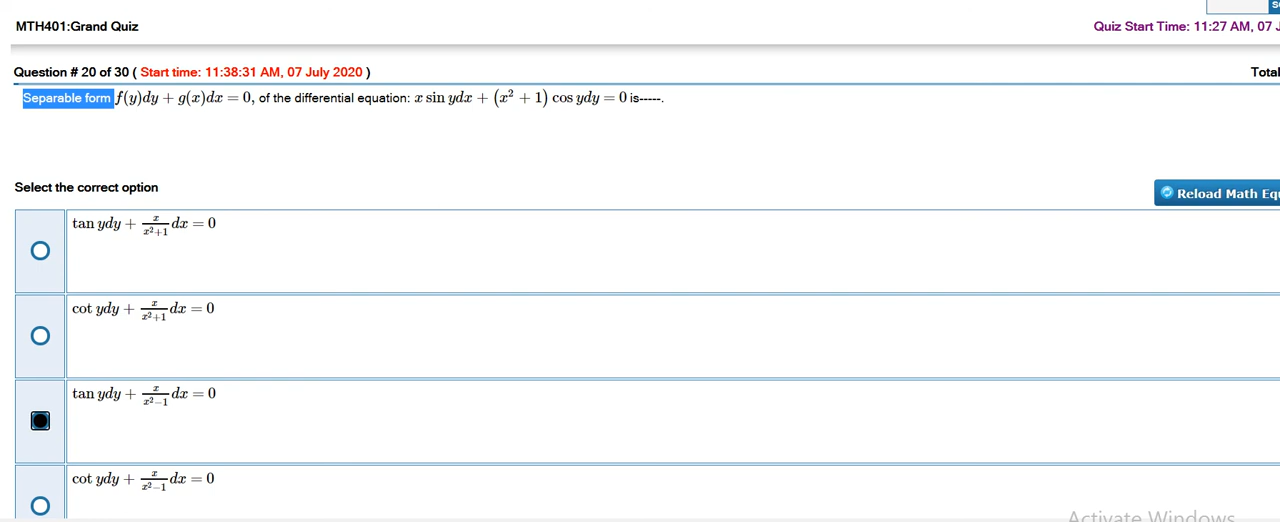 MTH401:Grand Quiz
Quiz Start Time: 11:27 AM, 07 J
Question # 20 of 30 ( Start time: 11:38:31 AM, 07 July 2020 )
Total
Separable form f(y)dy + g(x)dx = 0, of the differential equation: x sin ydx + (x² + 1) cos ydy = 0 is-----.
Select the correct option
Reload Math Equ
tan ydy + x/(x²+1) dx = 0
cot ydy + x/(x²+1) dx = 0
tan ydy + x/(x²−1) dx = 0
cot ydy + x/(x²−1) dx = 0
Activate Windows